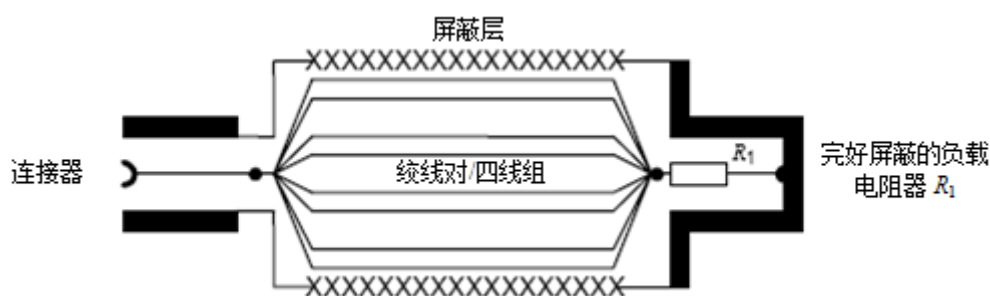 屏蔽层
连接器
绞线对/四线组
R₁
完好屏蔽的负载
电阻器 R₁